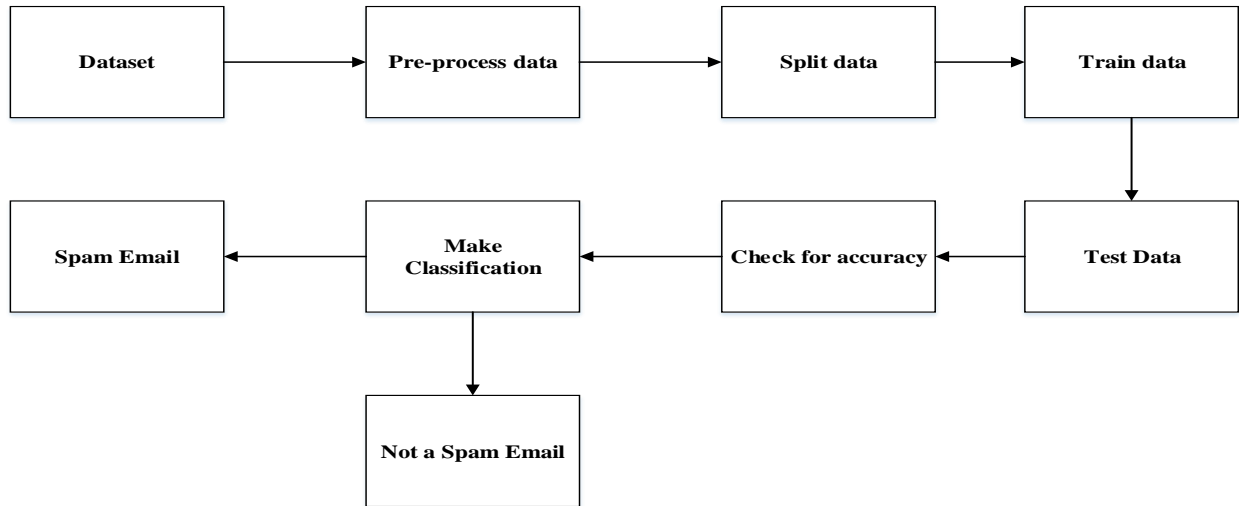 Dataset
Pre-process data
Split data
Train data
Spam Email
Make
Classification
Check for accuracy
Test Data
Not a Spam Email